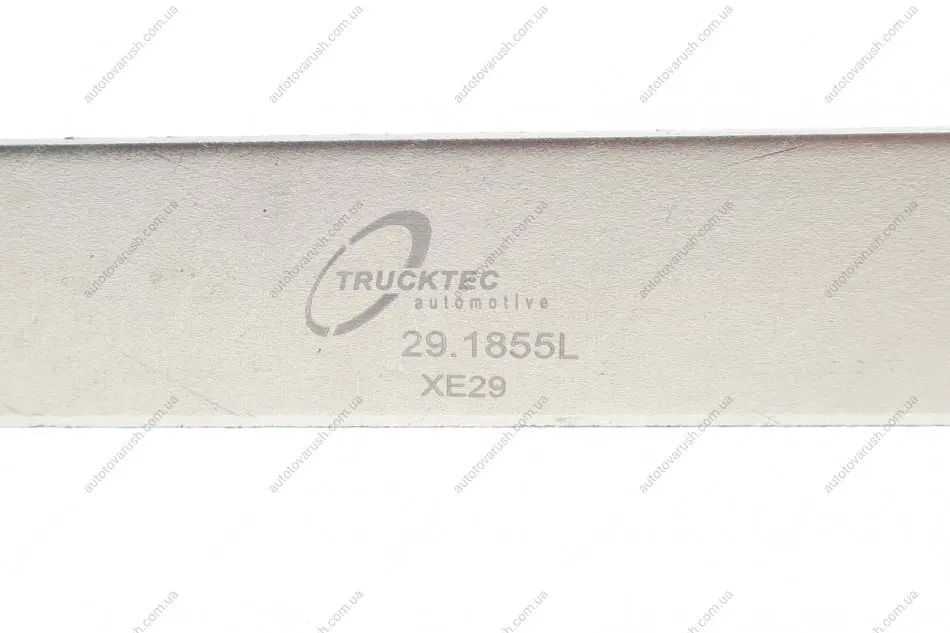 TRUCKTEC
automotive
29.1855L
XE29
autotovarush.com.ua